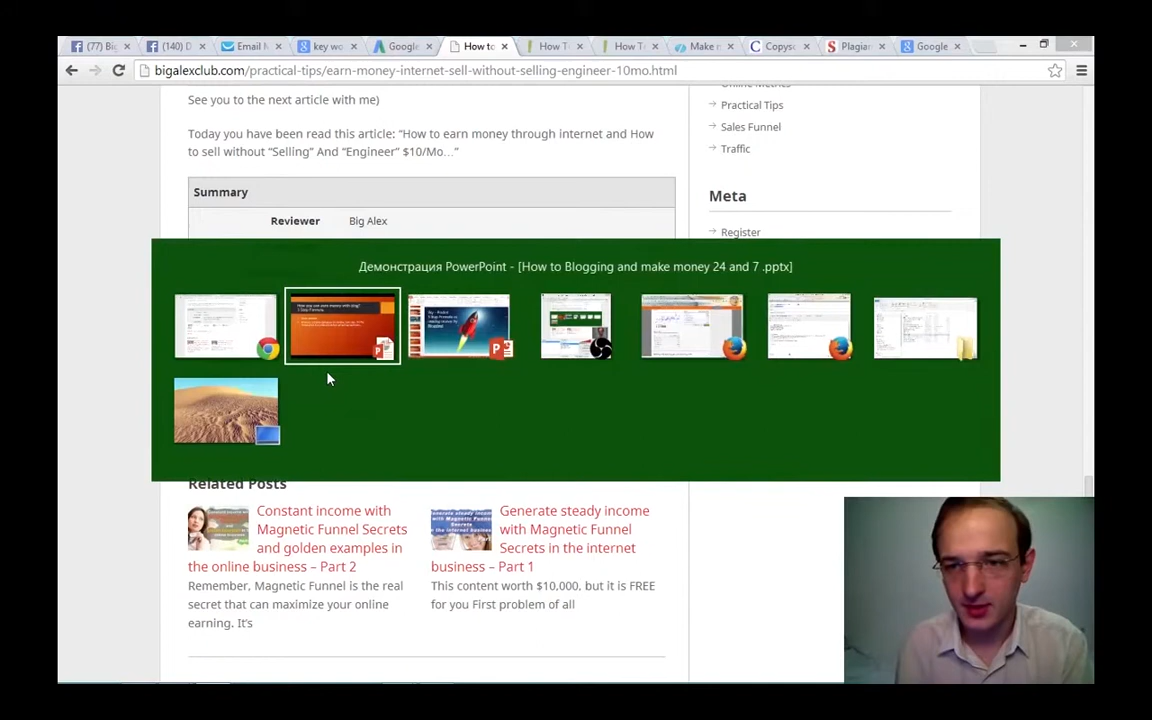 (77) Bi
(140) D
Email M
key wo
Google
How to
How T
How T
Make n
Copysc
Plagiar
Google
bigalexclub.com/practical-tips/earn-money-internet-sell-without-selling-engineer-10mo.html
See you to the next article with me)
Today you have been read this article: “How to earn money through internet and How
to sell without “Selling” And “Engineer” $10/Mo…”
Summary
Reviewer Big Alex
Practical Tips
Sales Funnel
Traffic
Meta
Register
Демонстрация PowerPoint - [How to Blogging and make money 24 and 7 .pptx]
Related Posts
Constant income with
Magnetic Funnel Secrets
and golden examples in
the online business – Part 2
Remember, Magnetic Funnel is the real
secret that can maximize your online
earning. It’s
Generate steady income
with Magnetic Funnel
Secrets in the internet
business – Part 1
This content worth $10,000, but it is FREE
for you First problem of all